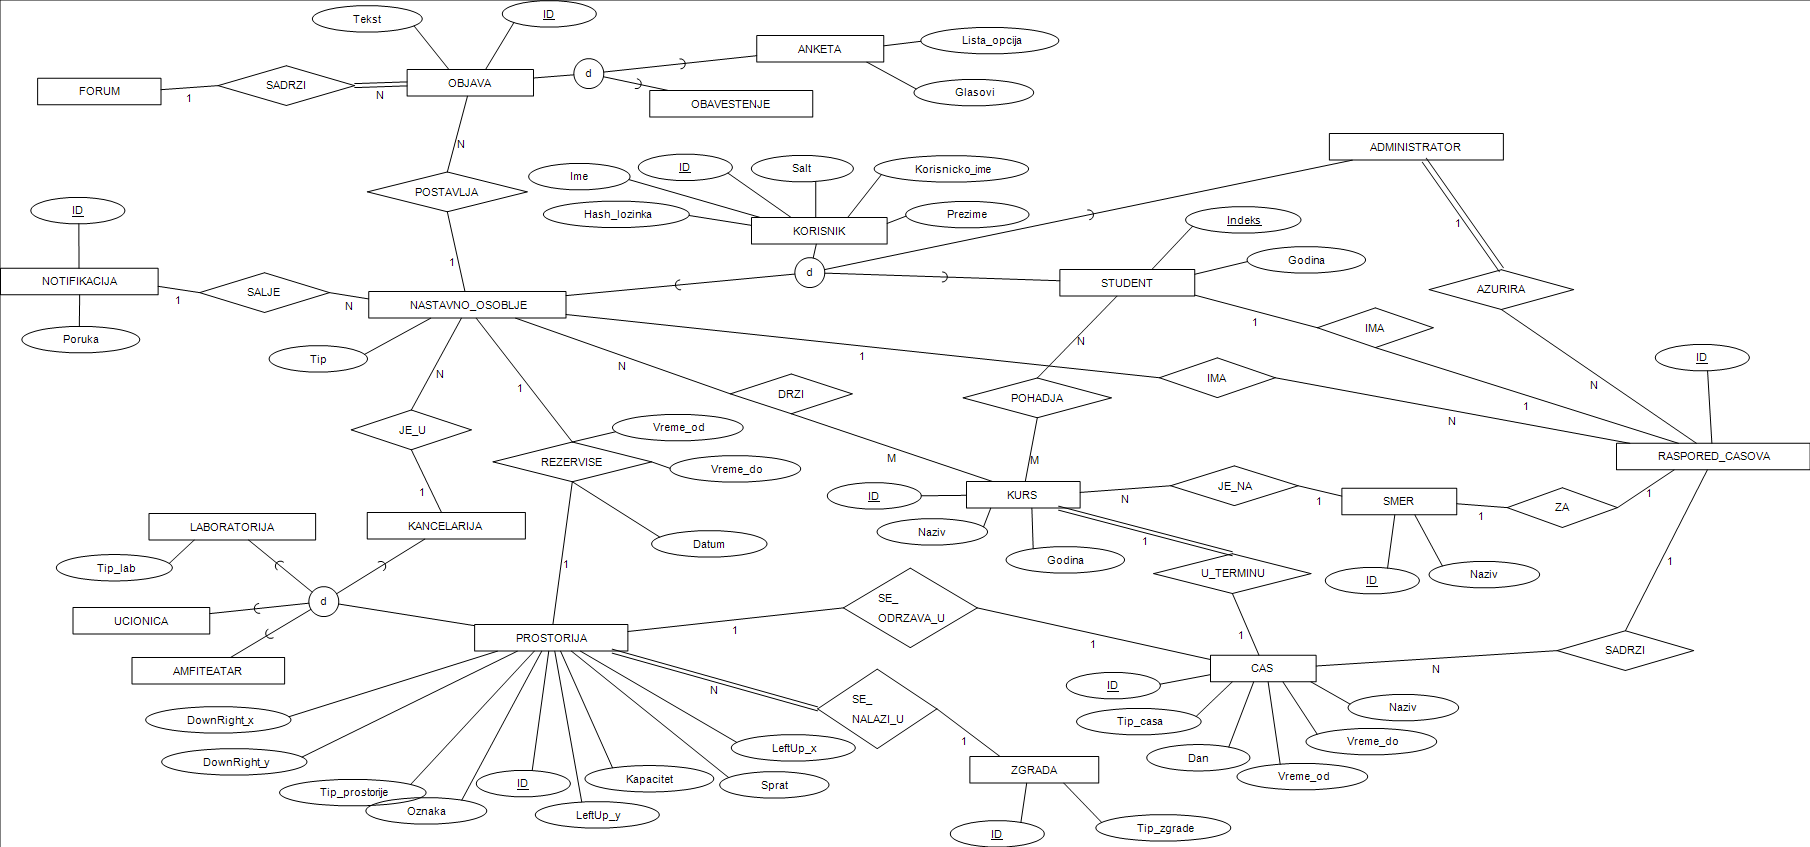 ID
Tekst
Lista_opcija
ANKETA
d
OBJAVA
SADRZI
FORUM
1
N
Glasovi
OBAVESTENJE
N
ADMINISTRATOR
ID
Salt
Korisnicko_ime
Ime
POSTAVLJA
Hash_lozinka
Prezime
ID
Indeks
1
KORISNIK
Godina
1
d
NOTIFIKACIJA
STUDENT
AZURIRA
SALJE
1
N
NASTAVNO_OSOBLJE
1
IMA
Poruka
N
1
Tip
ID
N
1
N
IMA
N
1
DRZI
POHADJA
1
N
Vreme_od
JE_U
M
M
REZERVISE
Vreme_do
RASPORED_CASOVA
JE_NA
1
ID
KURS
N
1
SMER
1
ZA
1
LABORATORIJA
KANCELARIJA
Naziv
1
Datum
Godina
1
1
Tip_lab
U_TERMINU
ID
Naziv
d
SE_
ODRZAVA_U
UCIONICA
1
1
PROSTORIJA
1
SADRZI
AMFITEATAR
CAS
N
ID
N
SE_
NALAZI_U
Naziv
DownRight_x
Tip_casa
1
Vreme_do
LeftUp_x
Dan
DownRight_y
ZGRADA
Vreme_od
Kapacitet
ID
Sprat
Tip_prostorije
Oznaka
LeftUp_y
Tip_zgrade
ID